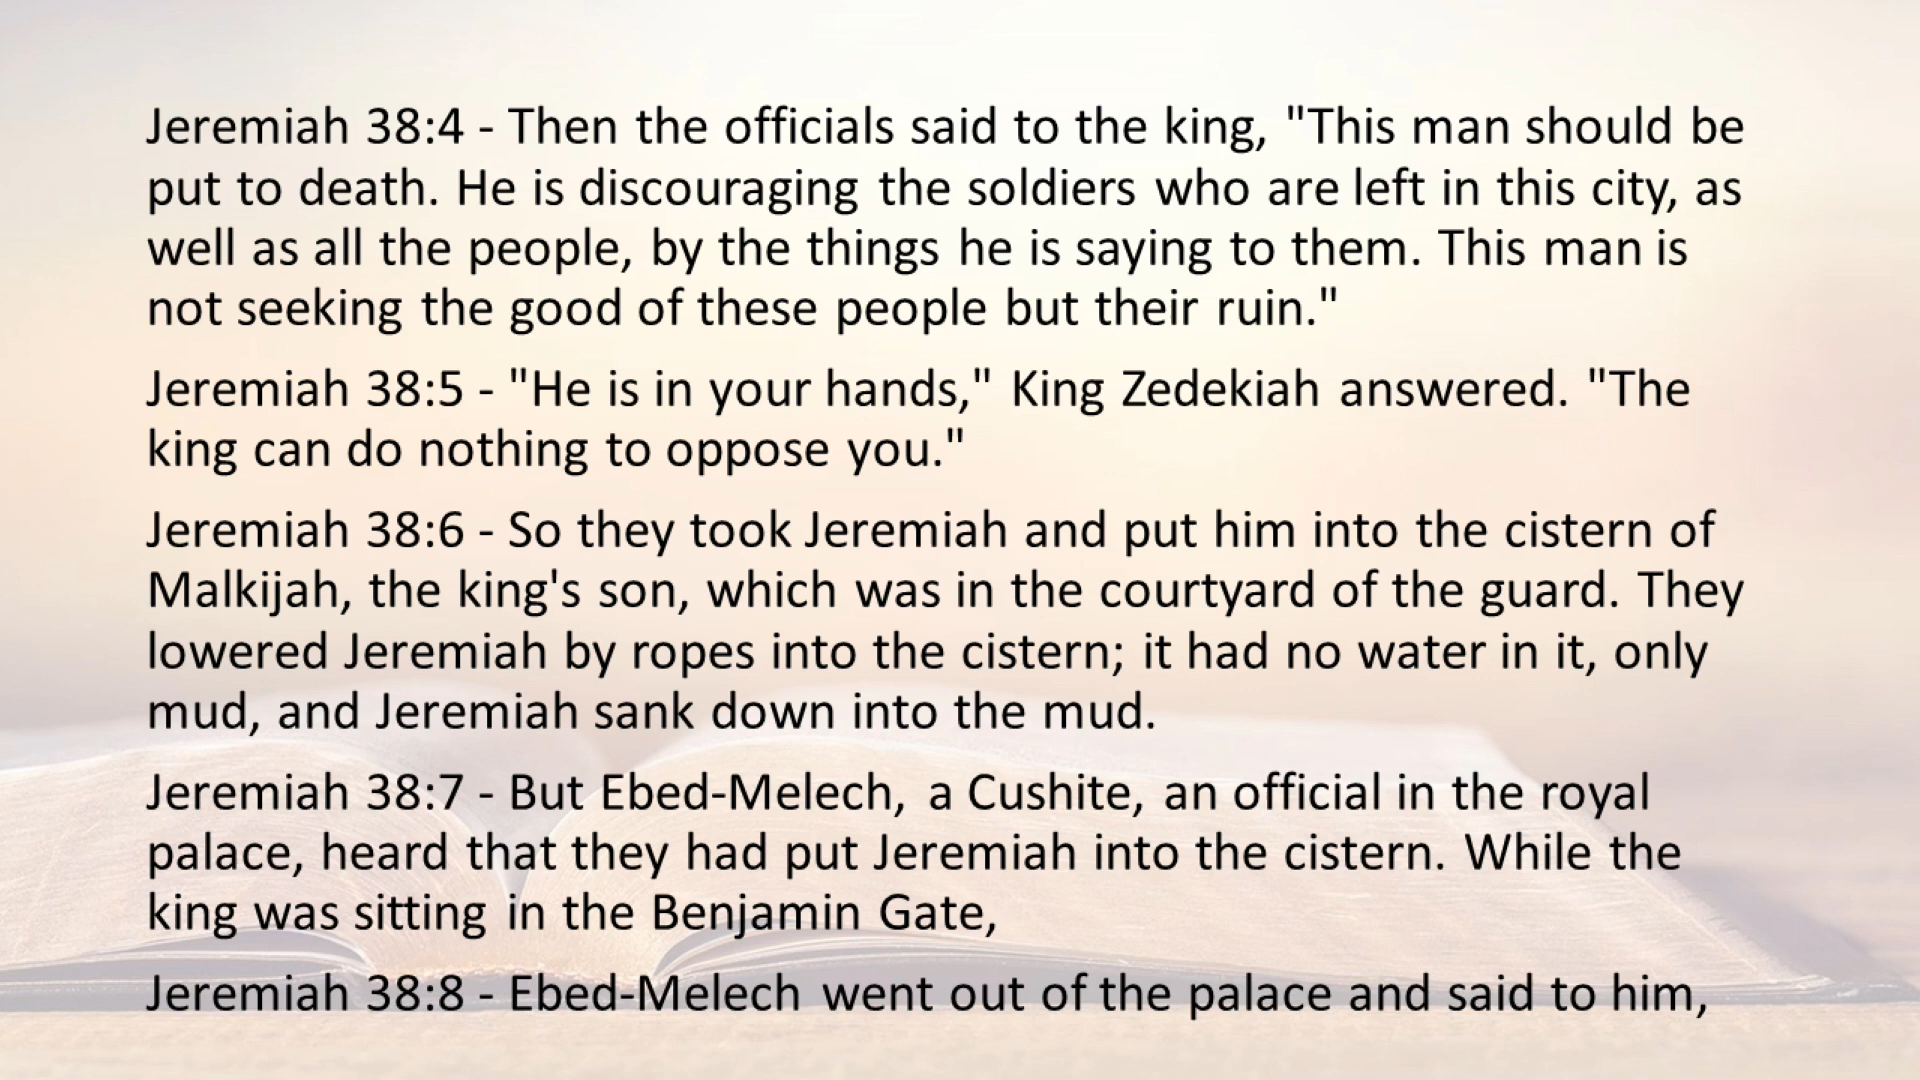 Jeremiah 38:4 - Then the officials said to the king, "This man should be
put to death. He is discouraging the soldiers who are left in this city, as
well as all the people, by the things he is saying to them. This man is
not seeking the good of these people but their ruin."
Jeremiah 38:5 - "He is in your hands," King Zedekiah answered. "The
king can do nothing to oppose you."
Jeremiah 38:6 - So they took Jeremiah and put him into the cistern of
Malkijah, the king's son, which was in the courtyard of the guard. They
lowered Jeremiah by ropes into the cistern; it had no water in it, only
mud, and Jeremiah sank down into the mud.
Jeremiah 38:7 - But Ebed-Melech, a Cushite, an official in the royal
palace, heard that they had put Jeremiah into the cistern. While the
king was sitting in the Benjamin Gate,
Jeremiah 38:8 - Ebed-Melech went out of the palace and said to him,